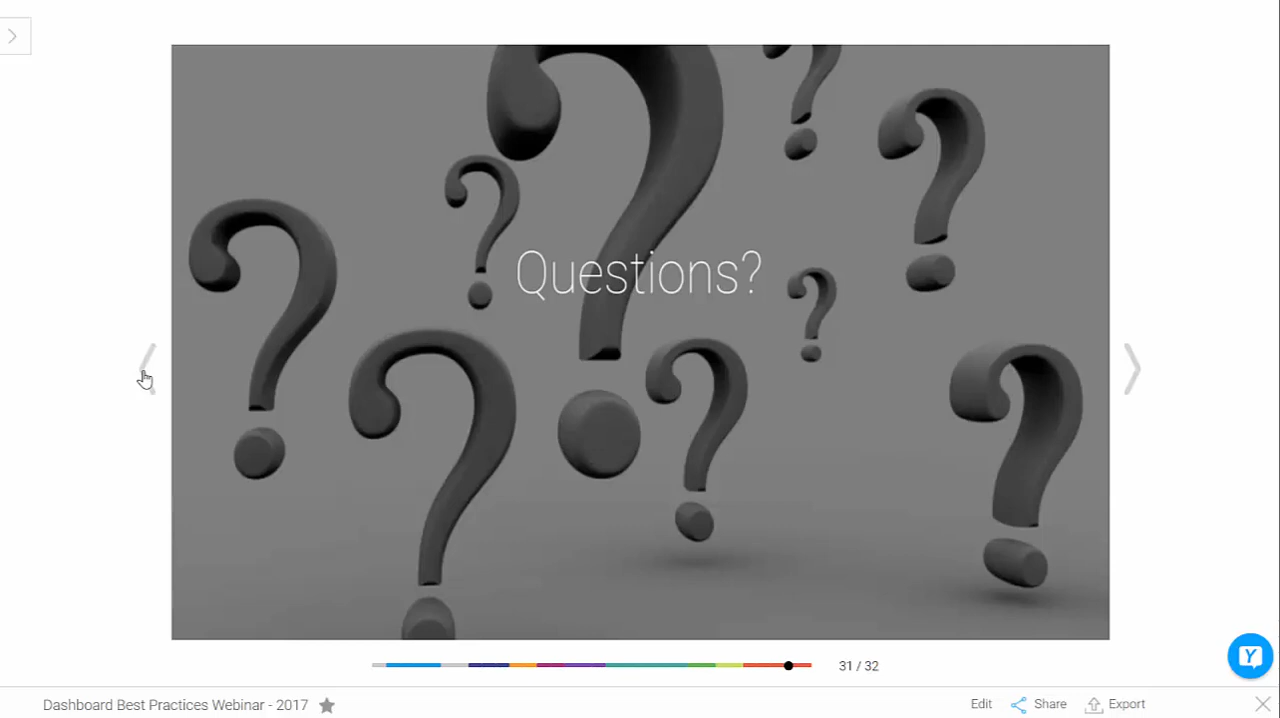 Questions?
31 / 32
Y
Dashboard Best Practices Webinar - 2017
Edit
Share
Export